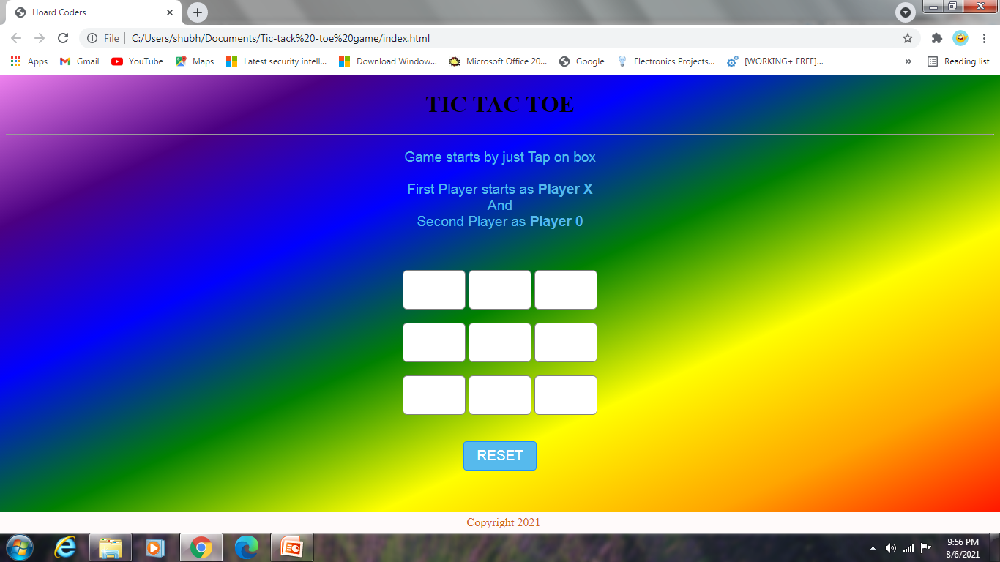 Hoard Coders
File
C:/Users/shubh/Documents/Tic-tack%20-toe%20game/index.html
Apps
Gmail
YouTube
Maps
Latest security intell...
Download Window...
Microsoft Office 20...
Google
Electronics Projects...
[WORKING+ FREE]...
»
Reading list
TIC TAC TOE
Game starts by just Tap on box
First Player starts as Player X
And
Second Player as Player 0
RESET
Copyright 2021
9:56 PM
8/6/2021